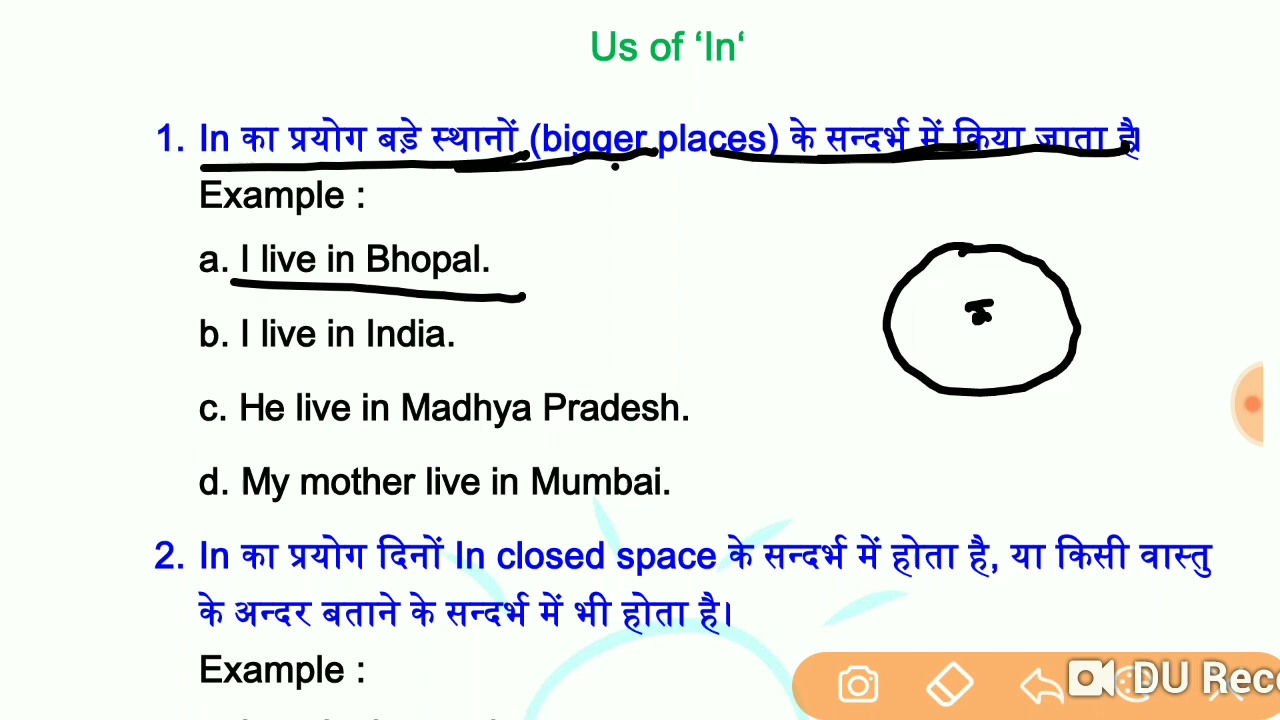 Us of ‘In‘
1. In का प्रयोग बड़े स्थानों (bigger places) के सन्दर्भ में किया जाता है।
Example :
a. I live in Bhopal.
b. I live in India.
c. He live in Madhya Pradesh.
d. My mother live in Mumbai.
2. In का प्रयोग दिनों In closed space के सन्दर्भ में होता है, या किसी वास्तु
के अन्दर बताने के सन्दर्भ में भी होता है।
Example :
DU Reco